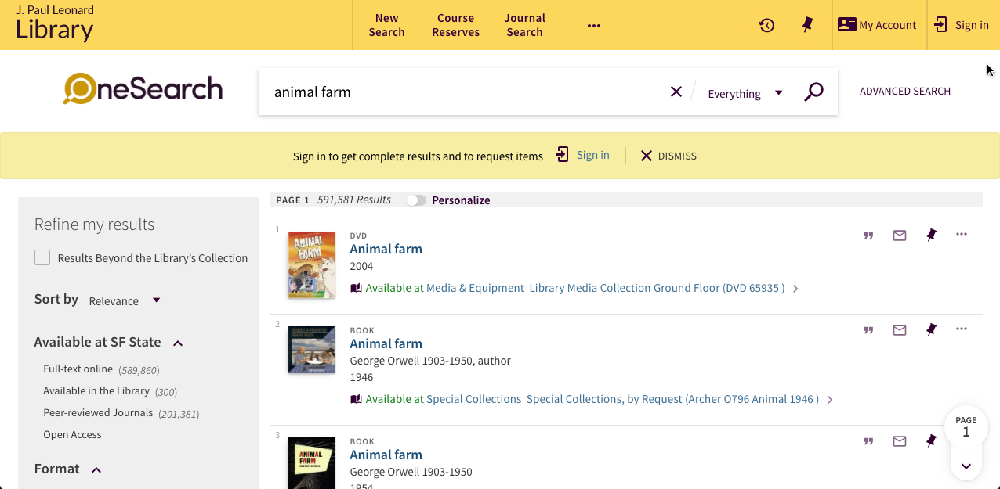 J. Paul Leonard
Library
New Search
Course Reserves
Journal Search
My Account
Sign in
OneSearch
animal farm
Everything
ADVANCED SEARCH
Sign in to get complete results and to request items
Sign in
DISMISS
Refine my results
Results Beyond the Library's Collection
Sort by Relevance
Available at SF State
Full-text online (589,860)
Available in the Library (300)
Peer-reviewed Journals (201,381)
Open Access
Format
PAGE 1 591,581 Results Personalize
1
ANIMAL
FARM
DVD
Animal farm
2004
Available at Media & Equipment Library Media Collection Ground Floor (DVD 65935 )
2
BOOK
Animal farm
George Orwell 1903-1950, author
1946
Available at Special Collections Special Collections, by Request (Archer O796 Animal 1946 )
3
ANIMAL
FARM
GEORGE ORWELL
BOOK
Animal farm
George Orwell 1903-1950
1954
PAGE
1